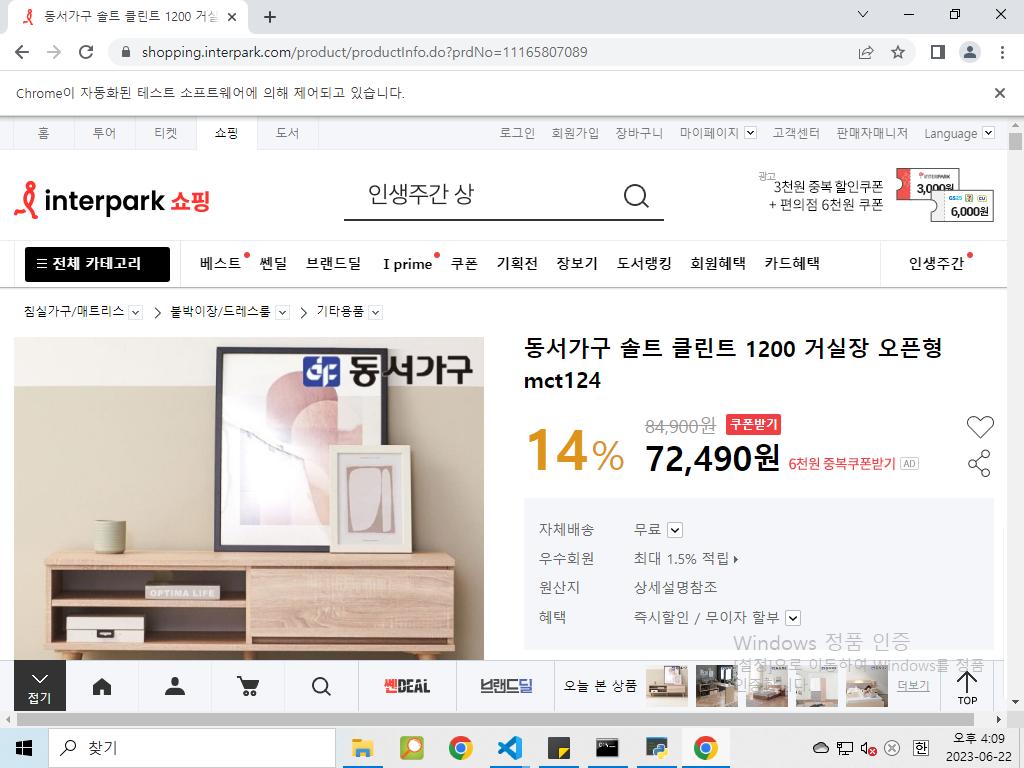 동서가구 솔트 클린트 1200 거실
shopping.interpark.com/product/productInfo.do?prdNo=11165807089
Chrome이 자동화된 테스트 소프트웨어에 의해 제어되고 있습니다.
홈 투어 티켓 쇼핑 도서 로그인 회원가입 장바구니 마이페이지 고객센터 판매자매니저 Language
interpark 쇼핑
인생주간 상
광고
3천원 중복 할인쿠폰
+ 편의점 6천원 쿠폰
INTERPARK
3,000원
GS25 CU
6,000원
전체 카테고리 베스트 쎈딜 브랜드딜 I prime 쿠폰 기획전 장보기 도서랭킹 회원혜택 카드혜택 인생주간
침실가구/매트리스 > 붙박이장/드레스룸 > 기타용품
동서가구
OPTIMA LIFE
동서가구 솔트 클린트 1200 거실장 오픈형
mct124
14%
84,900원 쿠폰받기
72,490원 6천원 중복쿠폰받기 AD
자체배송 무료
우수회원 최대 1.5% 적립
원산지 상세설명참조
혜택 즉시할인 / 무이자 할부
Windows 정품 인증
[설정]으로 이동하여 Windows를 정품
인증합니다.
접기 쎈DEAL 브랜드딜 오늘 본 상품 더보기 TOP
찾기
한
오후 4:09
2023-06-22